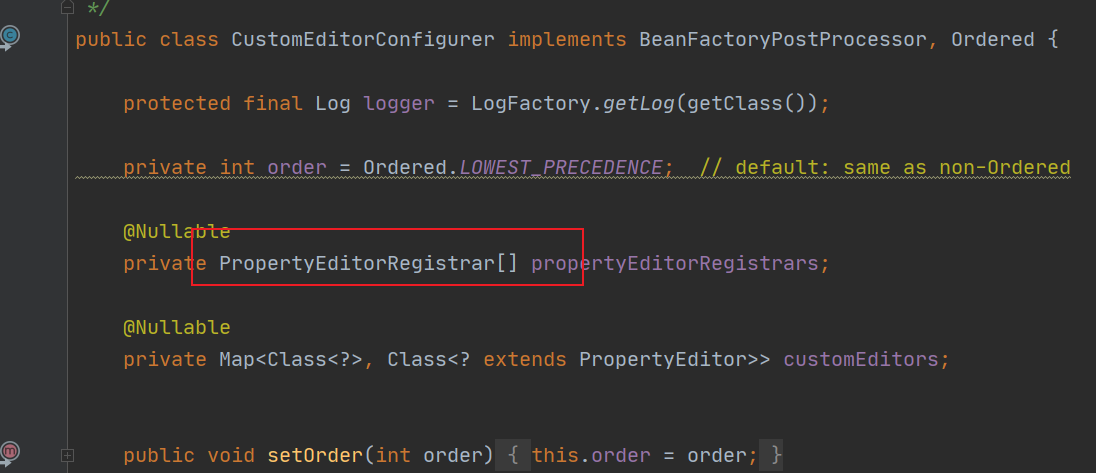 */
public class CustomEditorConfigurer implements BeanFactoryPostProcessor, Ordered {
protected final Log logger = LogFactory.getLog(getClass());
private int order = Ordered.LOWEST_PRECEDENCE;  // default: same as non-Ordered
@Nullable
private PropertyEditorRegistrar[] propertyEditorRegistrars;
@Nullable
private Map<Class<?>, Class<? extends PropertyEditor>> customEditors;
public void setOrder(int order) { this.order = order; }